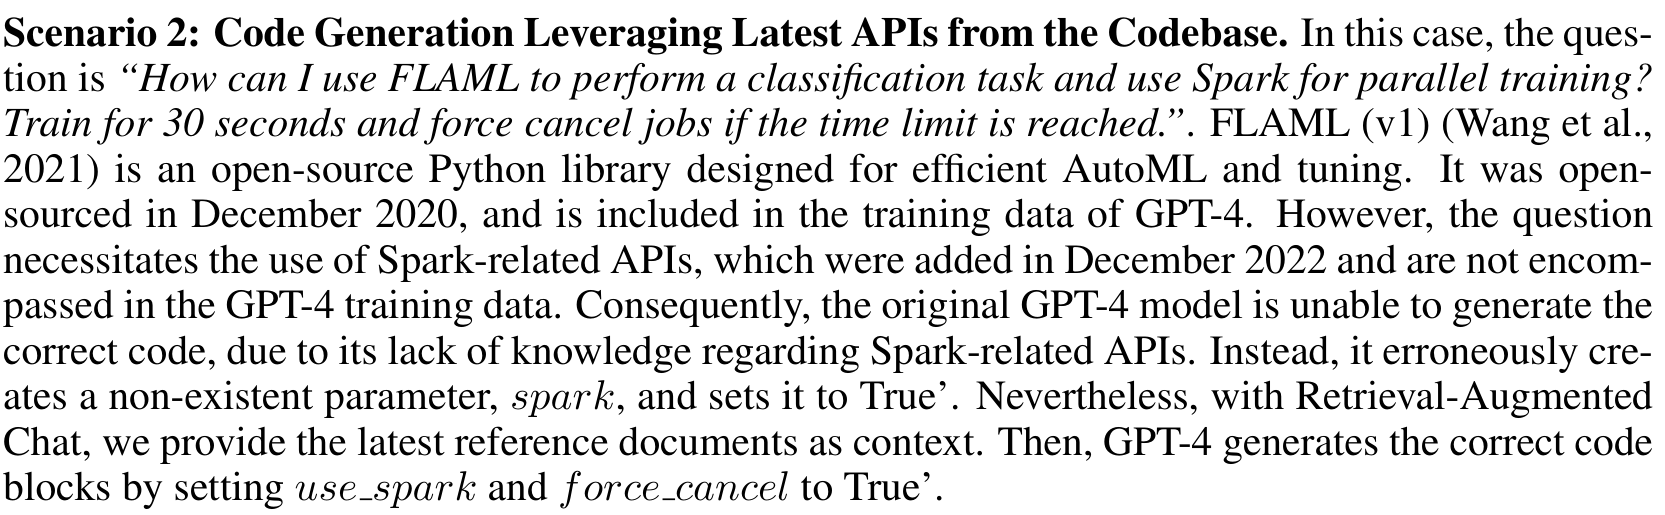 Scenario 2: Code Generation Leveraging Latest APIs from the Codebase. In this case, the ques-
tion is “How can I use FLAML to perform a classification task and use Spark for parallel training?
Train for 30 seconds and force cancel jobs if the time limit is reached.”. FLAML (v1) (Wang et al.,
2021) is an open-source Python library designed for efficient AutoML and tuning. It was open-
sourced in December 2020, and is included in the training data of GPT-4. However, the question
necessitates the use of Spark-related APIs, which were added in December 2022 and are not encom-
passed in the GPT-4 training data. Consequently, the original GPT-4 model is unable to generate the
correct code, due to its lack of knowledge regarding Spark-related APIs. Instead, it erroneously cre-
ates a non-existent parameter, spark, and sets it to True’. Nevertheless, with Retrieval-Augmented
Chat, we provide the latest reference documents as context. Then, GPT-4 generates the correct code
blocks by setting use_spark and force_cancel to True’.